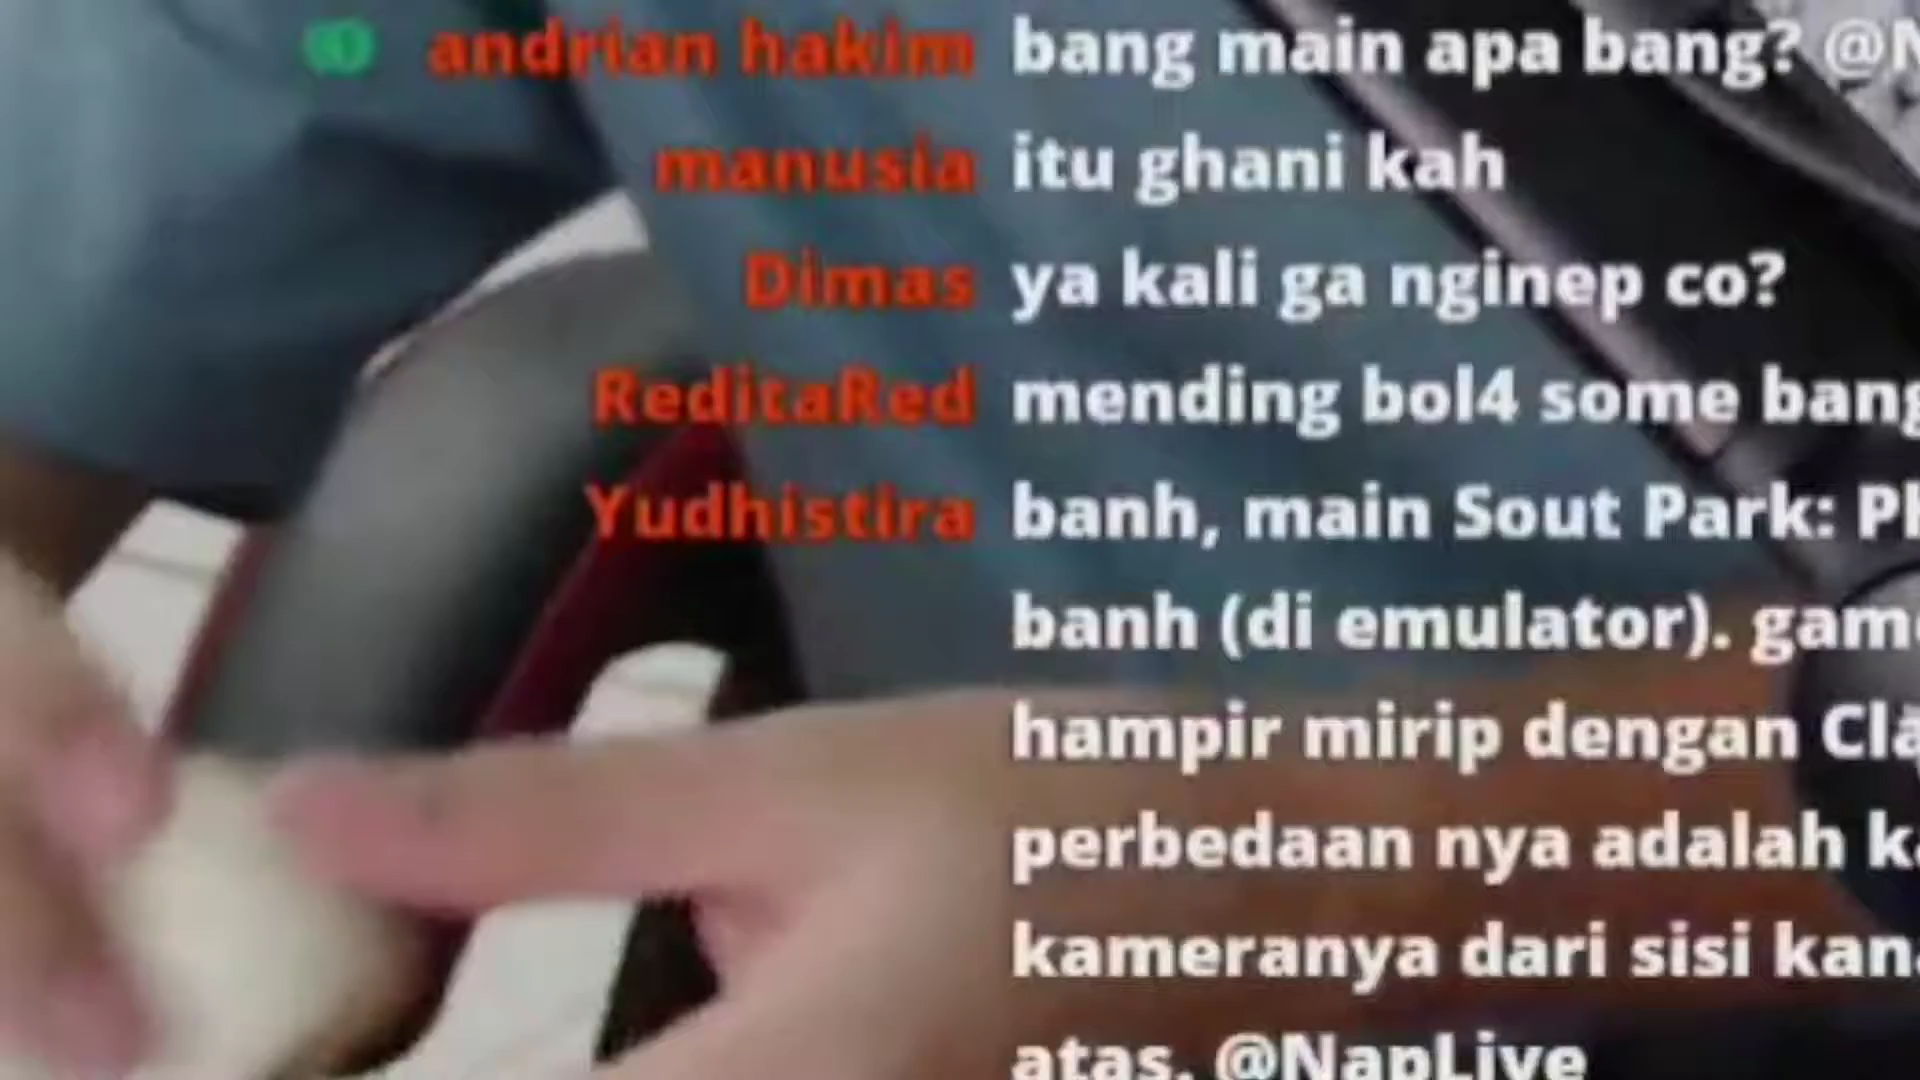 andrian hakim bang main apa bang?
manusia itu ghani kah
Dimas ya kali ga nginep co?
ReditaRed mending bol4 some bang
Yudhistira banh, main Sout Park:
banh (di emulator).
hampir mirip dengan
perbedaan nya adalah
kameranya dari sisi
atas. @NapLive